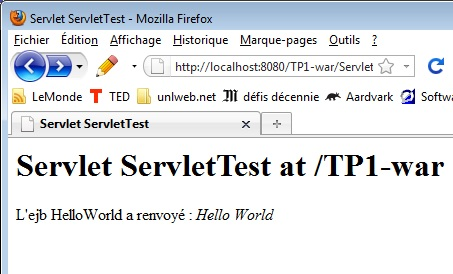 Servlet ServletTest - Mozilla Firefox
Fichier Édition Affichage Historique Marque-pages Outils ?
http://localhost:8080/TP1-war/Servlet
LeMonde TED unlweb.net défis décennie Aardvark Softwa
Servlet ServletTest
Servlet ServletTest at /TP1-war
L'ejb HelloWorld a renvoyé : Hello World